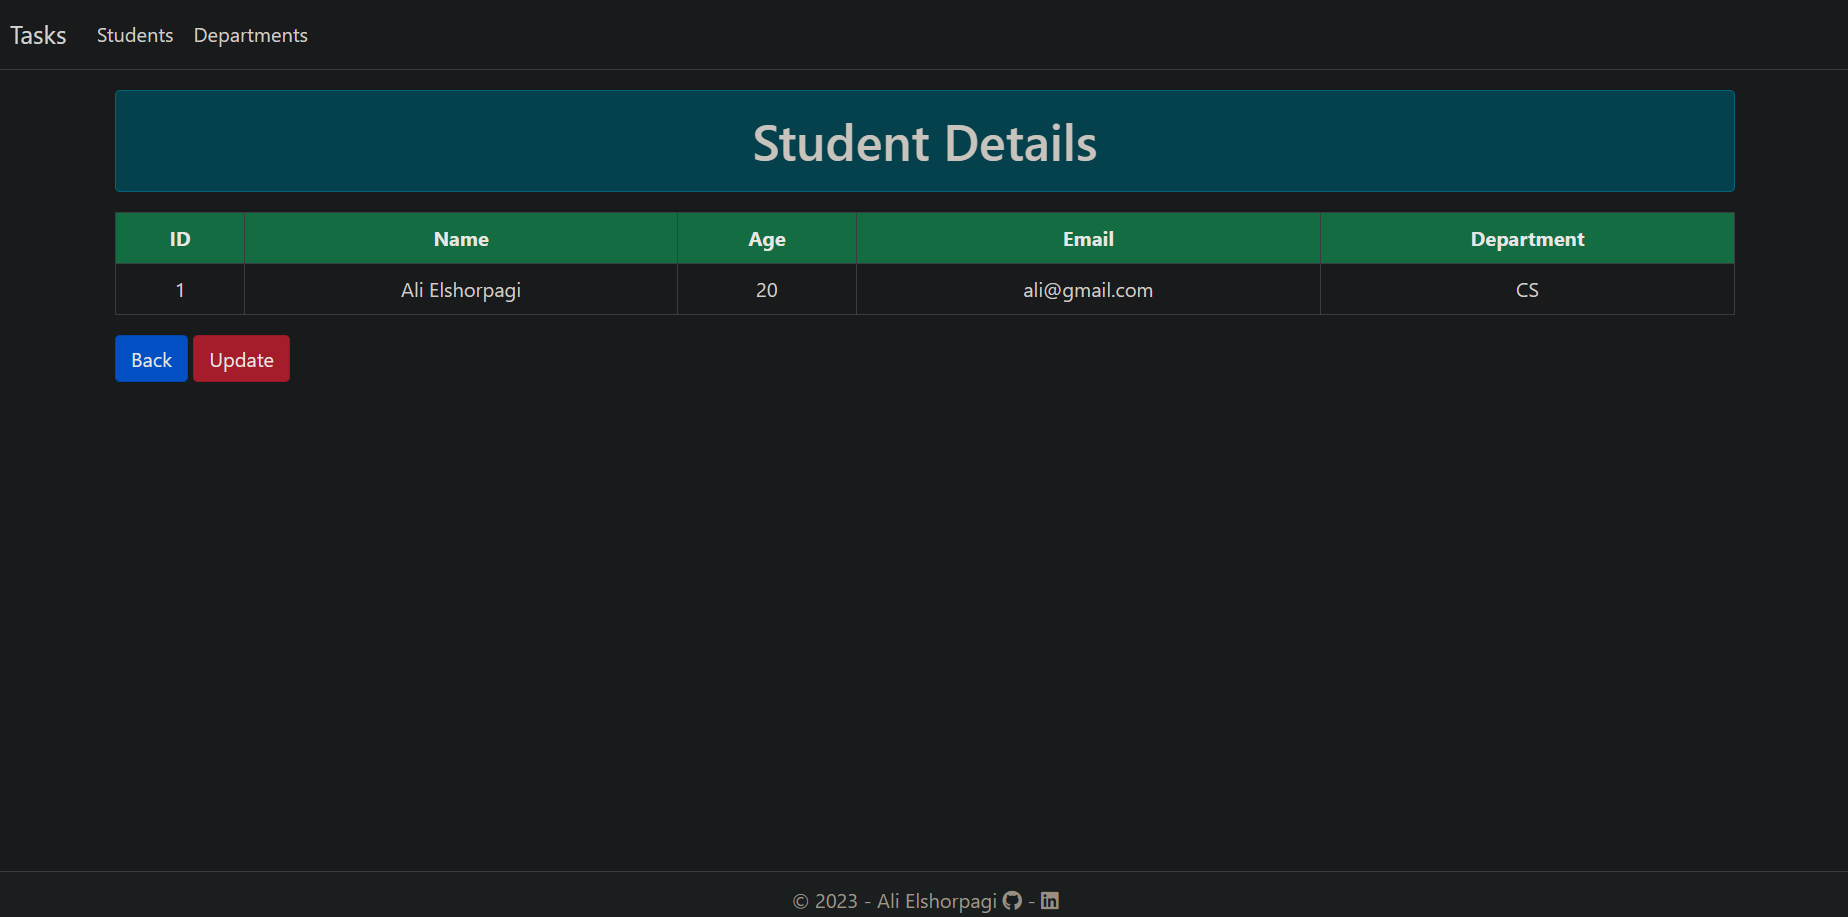 Tasks Students Departments
Student Details
ID Name Age Email Department
1 Ali Elshorpagi 20 ali@gmail.com CS
Back Update
© 2023 - Ali Elshorpagi - in